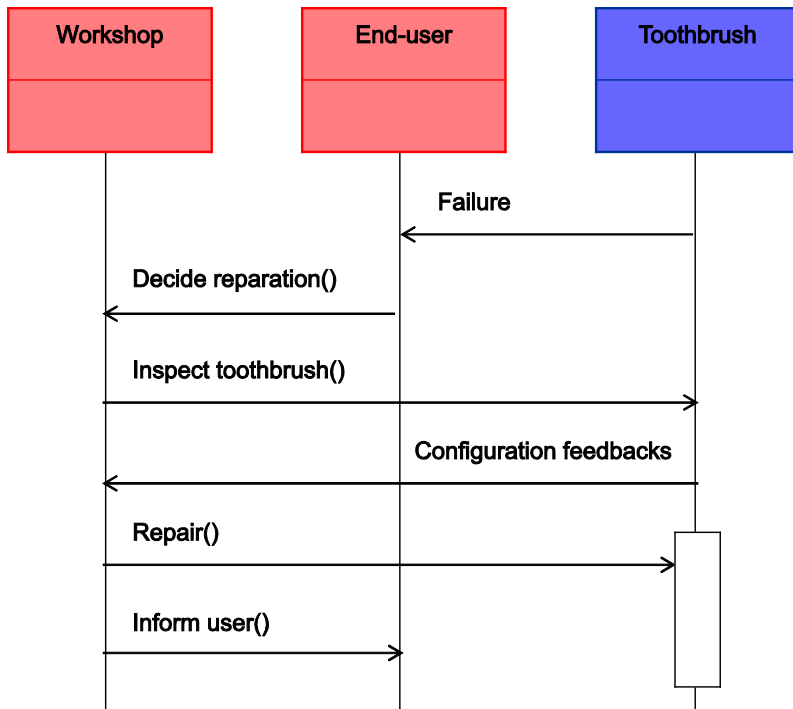 Workshop
End-user
Toothbrush
Failure
Decide reparation()
Inspect toothbrush()
Configuration feedbacks
Repair()
Inform user()